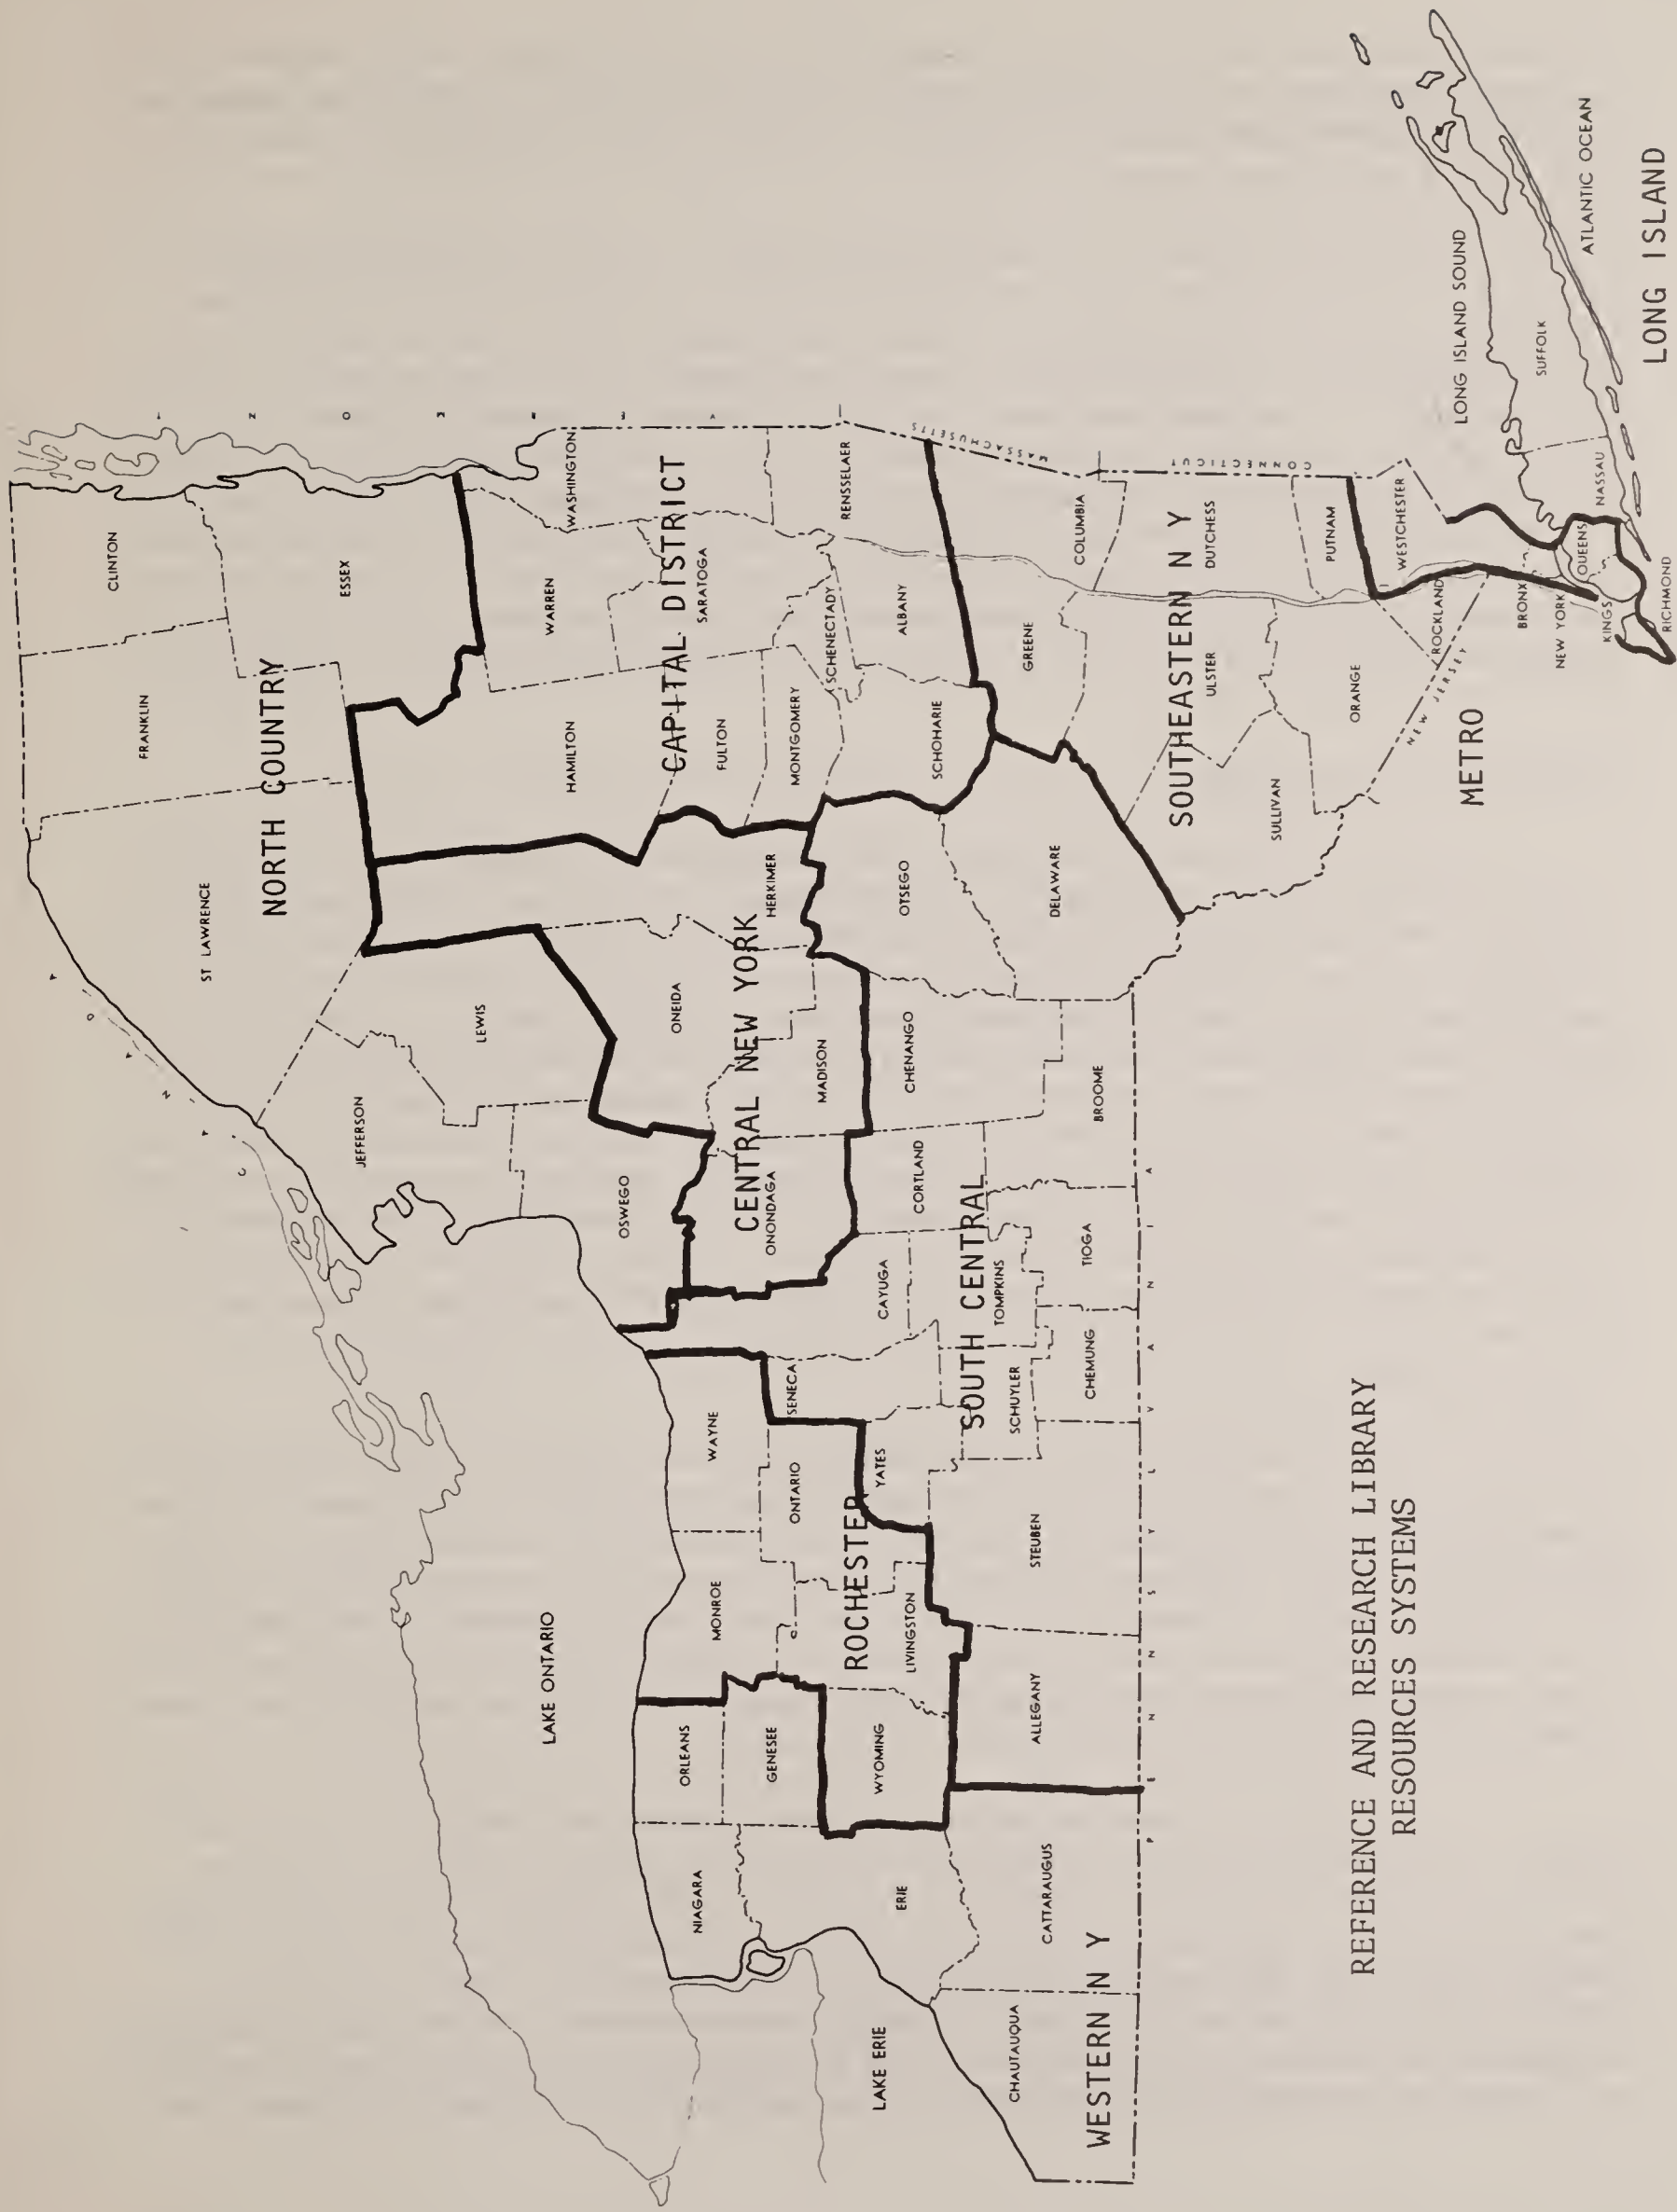 CLINTON
FRANKLIN
ESSEX
ST LAWRENCE
NORTH COUNTRY
JEFFERSON
LEWIS
OSWEGO
WARREN
WASHINGTON
HAMILTON
CAPITAL DISTRICT
SARATOGA
FULTON
MONTGOMERY
SCHENECTADY
RENSSELAER
ALBANY
SCHOHARIE
HERKIMER
ONEIDA
CENTRAL NEW YORK
MADISON
ONONDAGA
OTSEGO
DELAWARE
CHENANGO
BROOME
CORTLAND
CAYUGA
SOUTH CENTRAL
TOMPKINS
TIOGA
SENECA
SCHUYLER
CHEMUNG
YATES
STEUBEN
ALLEGANY
LAKE ONTARIO
WAYNE
ONTARIO
MONROE
ROCHESTER
LIVINGSTON
WYOMING
ORLEANS
GENESEE
NIAGARA
ERIE
CATTARAUGUS
CHAUTAUQUA
WESTERN N Y
LAKE ERIE
COLUMBIA
GREENE
SOUTHEASTERN N Y
DUTCHESS
ULSTER
SULLIVAN
ORANGE
PUTNAM
ROCKLAND
WESTCHESTER
MASSACHUSETTS
CONNECTICUT
NEW JERSEY
PENNSYLVANIA
METRO
BRONX
NEW YORK
KINGS
QUEENS
RICHMOND
NASSAU
SUFFOLK
LONG ISLAND SOUND
ATLANTIC OCEAN
LONG ISLAND
REFERENCE AND RESEARCH LIBRARY
RESOURCES SYSTEMS